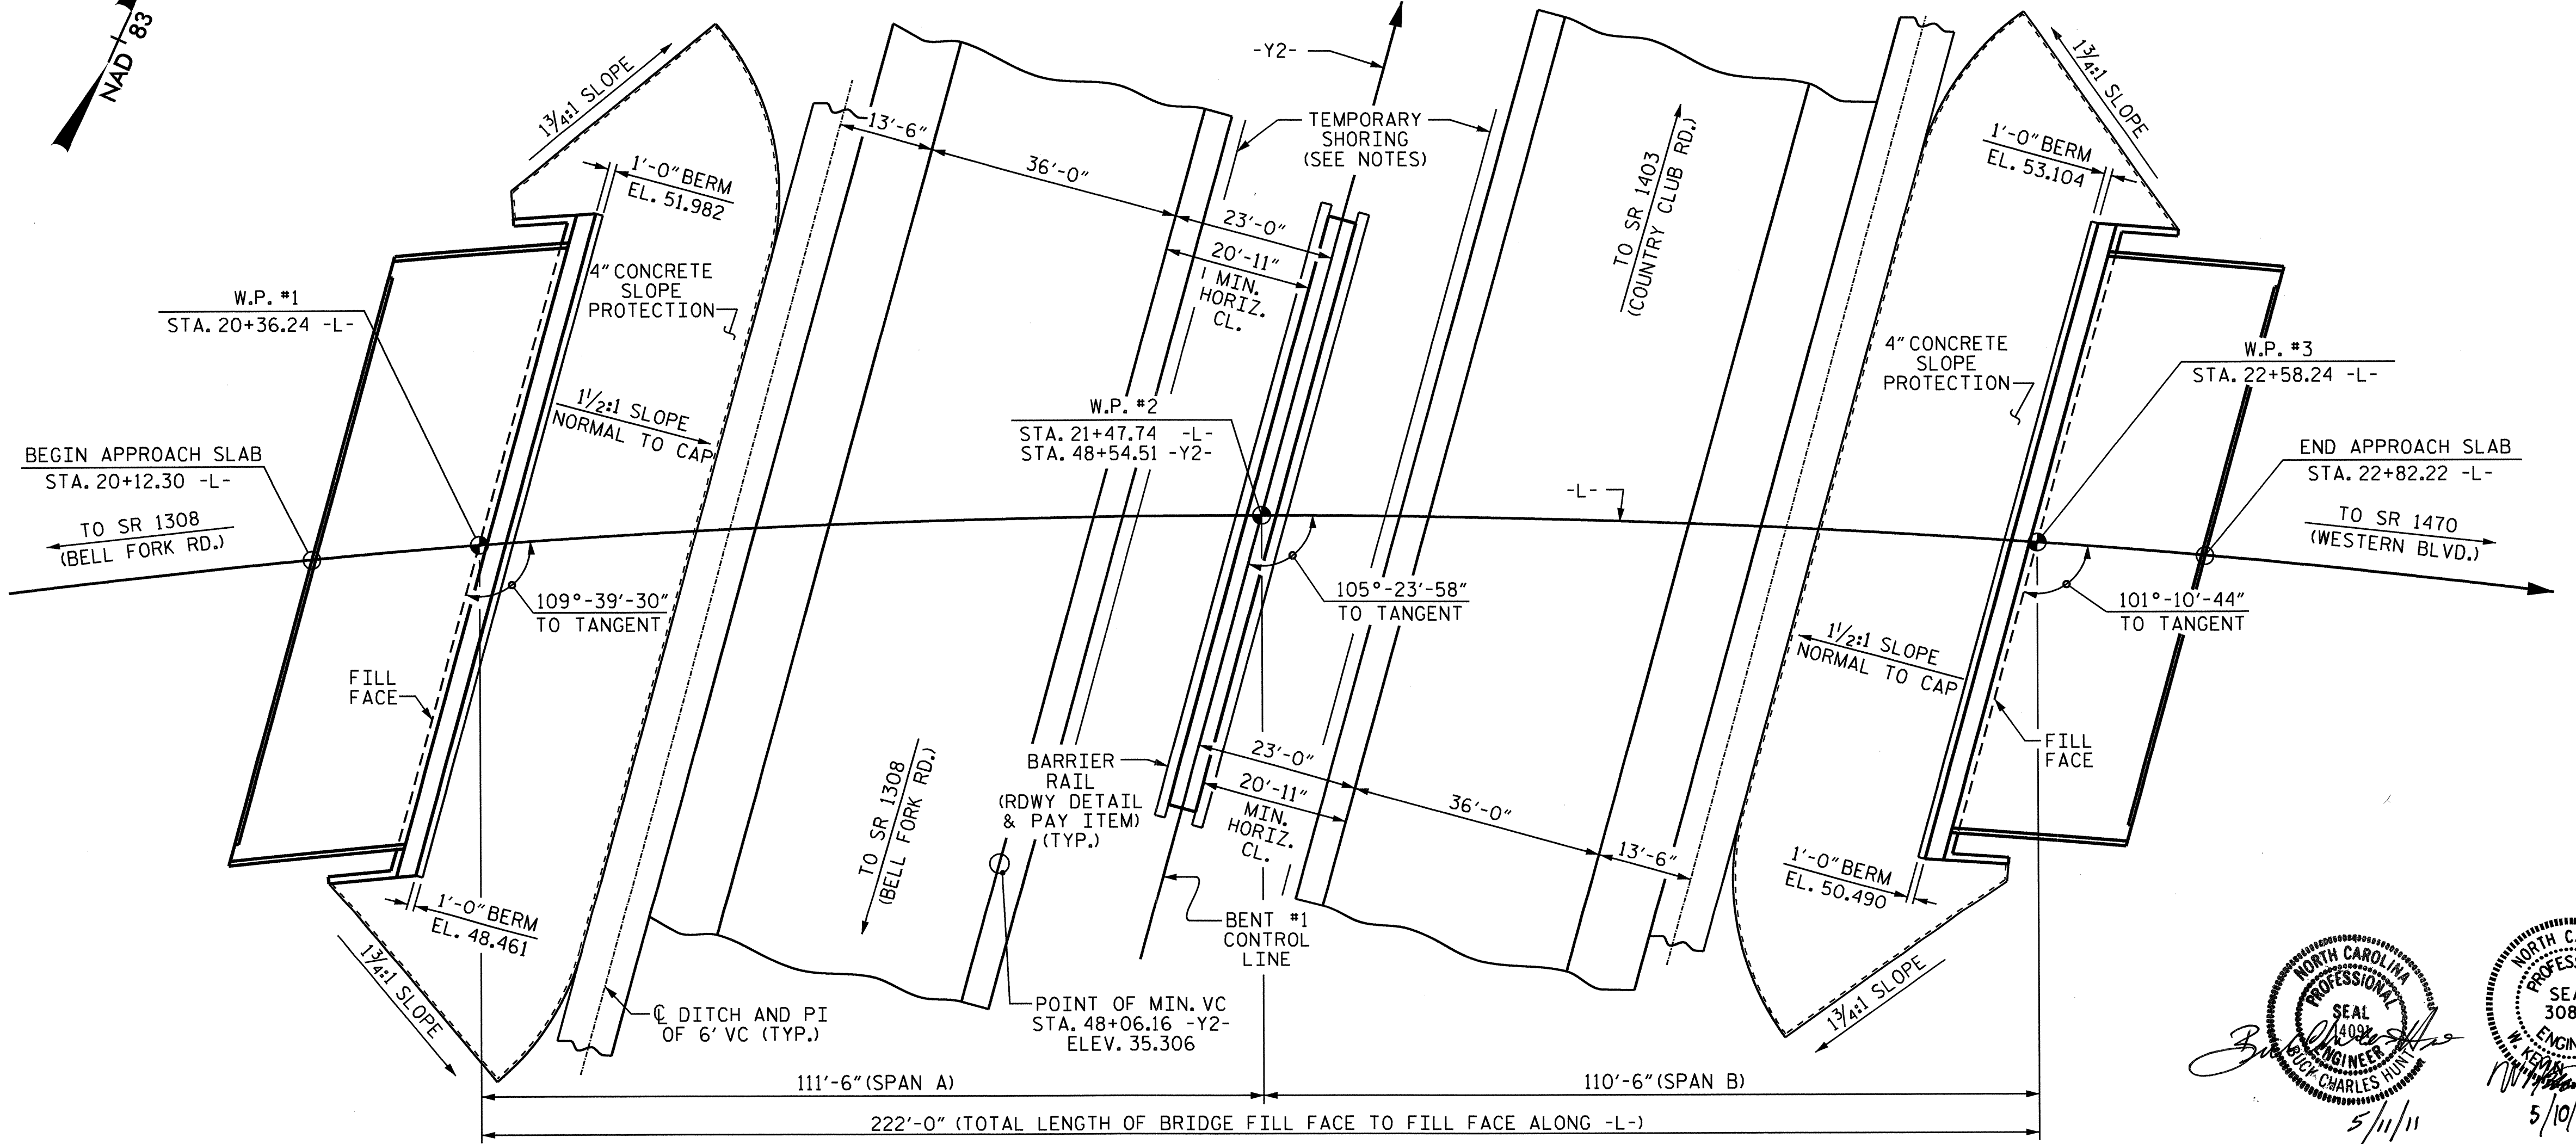 NAD 83
1¾:1 SLOPE
1'-0" BERM
EL. 51.982
4" CONCRETE
SLOPE
PROTECTION
W.P. #1
STA. 20+36.24 -L-
1½:1 SLOPE
NORMAL TO CAP
BEGIN APPROACH SLAB
STA. 20+12.30 -L-
TO SR 1308
(BELL FORK RD.)
109°-39'-30"
TO TANGENT
FILL
FACE
1'-0" BERM
EL. 48.461
1¾:1 SLOPE
℄ DITCH AND PI
OF 6' VC (TYP.)
13'-6"
36'-0"
23'-0"
20'-11"
MIN.
HORIZ.
CL.
-Y2-
TEMPORARY
SHORING
(SEE NOTES)
W.P. #2
STA. 21+47.74 -L-
STA. 48+54.51 -Y2-
105°-23'-58"
TO TANGENT
TO SR 1308
(BELL FORK RD.)
BARRIER
RAIL
(RDWY DETAIL
& PAY ITEM)
(TYP.)
POINT OF MIN. VC
STA. 48+06.16 -Y2-
ELEV. 35.306
BENT #1
CONTROL
LINE
23'-0"
20'-11"
MIN.
HORIZ.
CL.
36'-0"
13'-6"
TO SR 1403
(COUNTRY CLUB RD.)
-L-
1¾:1 SLOPE
1'-0" BERM
EL. 53.104
4" CONCRETE
SLOPE
PROTECTION
W.P. #3
STA. 22+58.24 -L-
END APPROACH SLAB
STA. 22+82.22 -L-
TO SR 1470
(WESTERN BLVD.)
101°-10'-44"
TO TANGENT
1½:1 SLOPE
NORMAL TO CAP
FILL
FACE
1'-0" BERM
EL. 50.490
1¾:1 SLOPE
111'-6" (SPAN A)
110'-6" (SPAN B)
222'-0" (TOTAL LENGTH OF BRIDGE FILL FACE TO FILL FACE ALONG -L-)
NORTH CAROLINA
PROFESSIONAL
SEAL
14091
ENGINEER
BUCK CHARLES HUNT
5/11/11
NORTH C
PROFES
SEA
308
ENGIN
5/10/